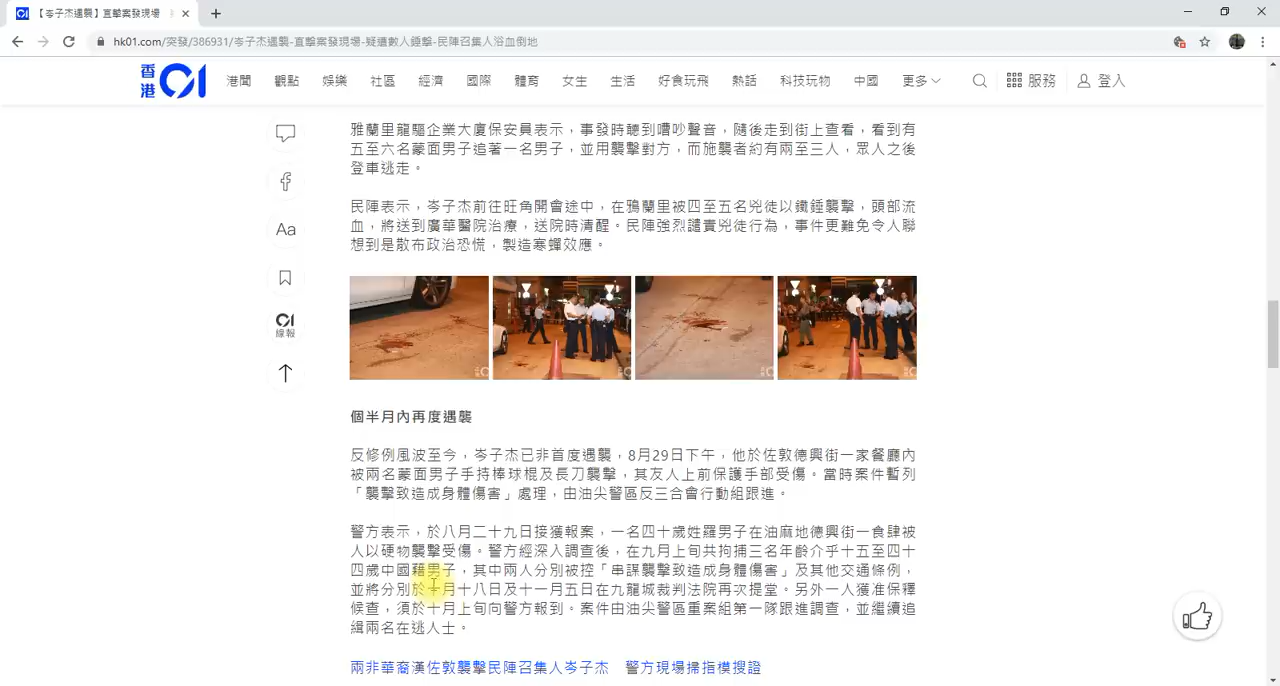 【岑子杰遇襲】直擊案發現場
hk01.com/突發/386931/岑子杰遇襲-直擊案發現場-疑遭數人錘擊-民陣召集人浴血倒地
香港01 港聞 觀點 娛樂 社區 經濟 國際 體育 女生 生活 好食玩飛 熱話 科技玩物 中國 更多 服務 登入
雅蘭里龍驅企業大廈保安員表示，事發時聽到嘈吵聲音，隨後走到街上查看，看到有
五至六名蒙面男子追著一名男子，並用襲擊對方，而施襲者約有兩至三人，眾人之後
登車逃走。
民陣表示，岑子杰前往旺角開會途中，在鴉蘭里被四至五名兇徒以鐵錘襲擊，頭部流
血，將送到廣華醫院治療，送院時清醒。民陣強烈譴責兇徒行為，事件更難免令人聯
想到是散布政治恐慌，製造寒蟬效應。
Aa
01
線報
個半月內再度遇襲
反修例風波至今，岑子杰已非首度遇襲，8月29日下午，他於佐敦德興街一家餐廳內
被兩名蒙面男子手持棒球棍及長刀襲擊，其友人上前保護手部受傷。當時案件暫列
「襲擊致造成身體傷害」處理，由油尖警區反三合會行動組跟進。
警方表示，於八月二十九日接獲報案，一名四十歲姓羅男子在油麻地德興街一食肆被
人以硬物襲擊受傷。警方經深入調查後，在九月上旬共拘捕三名年齡介乎十五至四十
四歲中國籍男子，其中兩人分別被控「串謀襲擊致造成身體傷害」及其他交通條例，
並將分別於十月十八日及十一月五日在九龍城裁判法院再次提堂。另外一人獲准保釋
候查，須於十月上旬向警方報到。案件由油尖警區重案組第一隊跟進調查，並繼續追
緝兩名在逃人士。
兩非華裔漢佐敦襲擊民陣召集人岑子杰 警方現場掃指模搜證